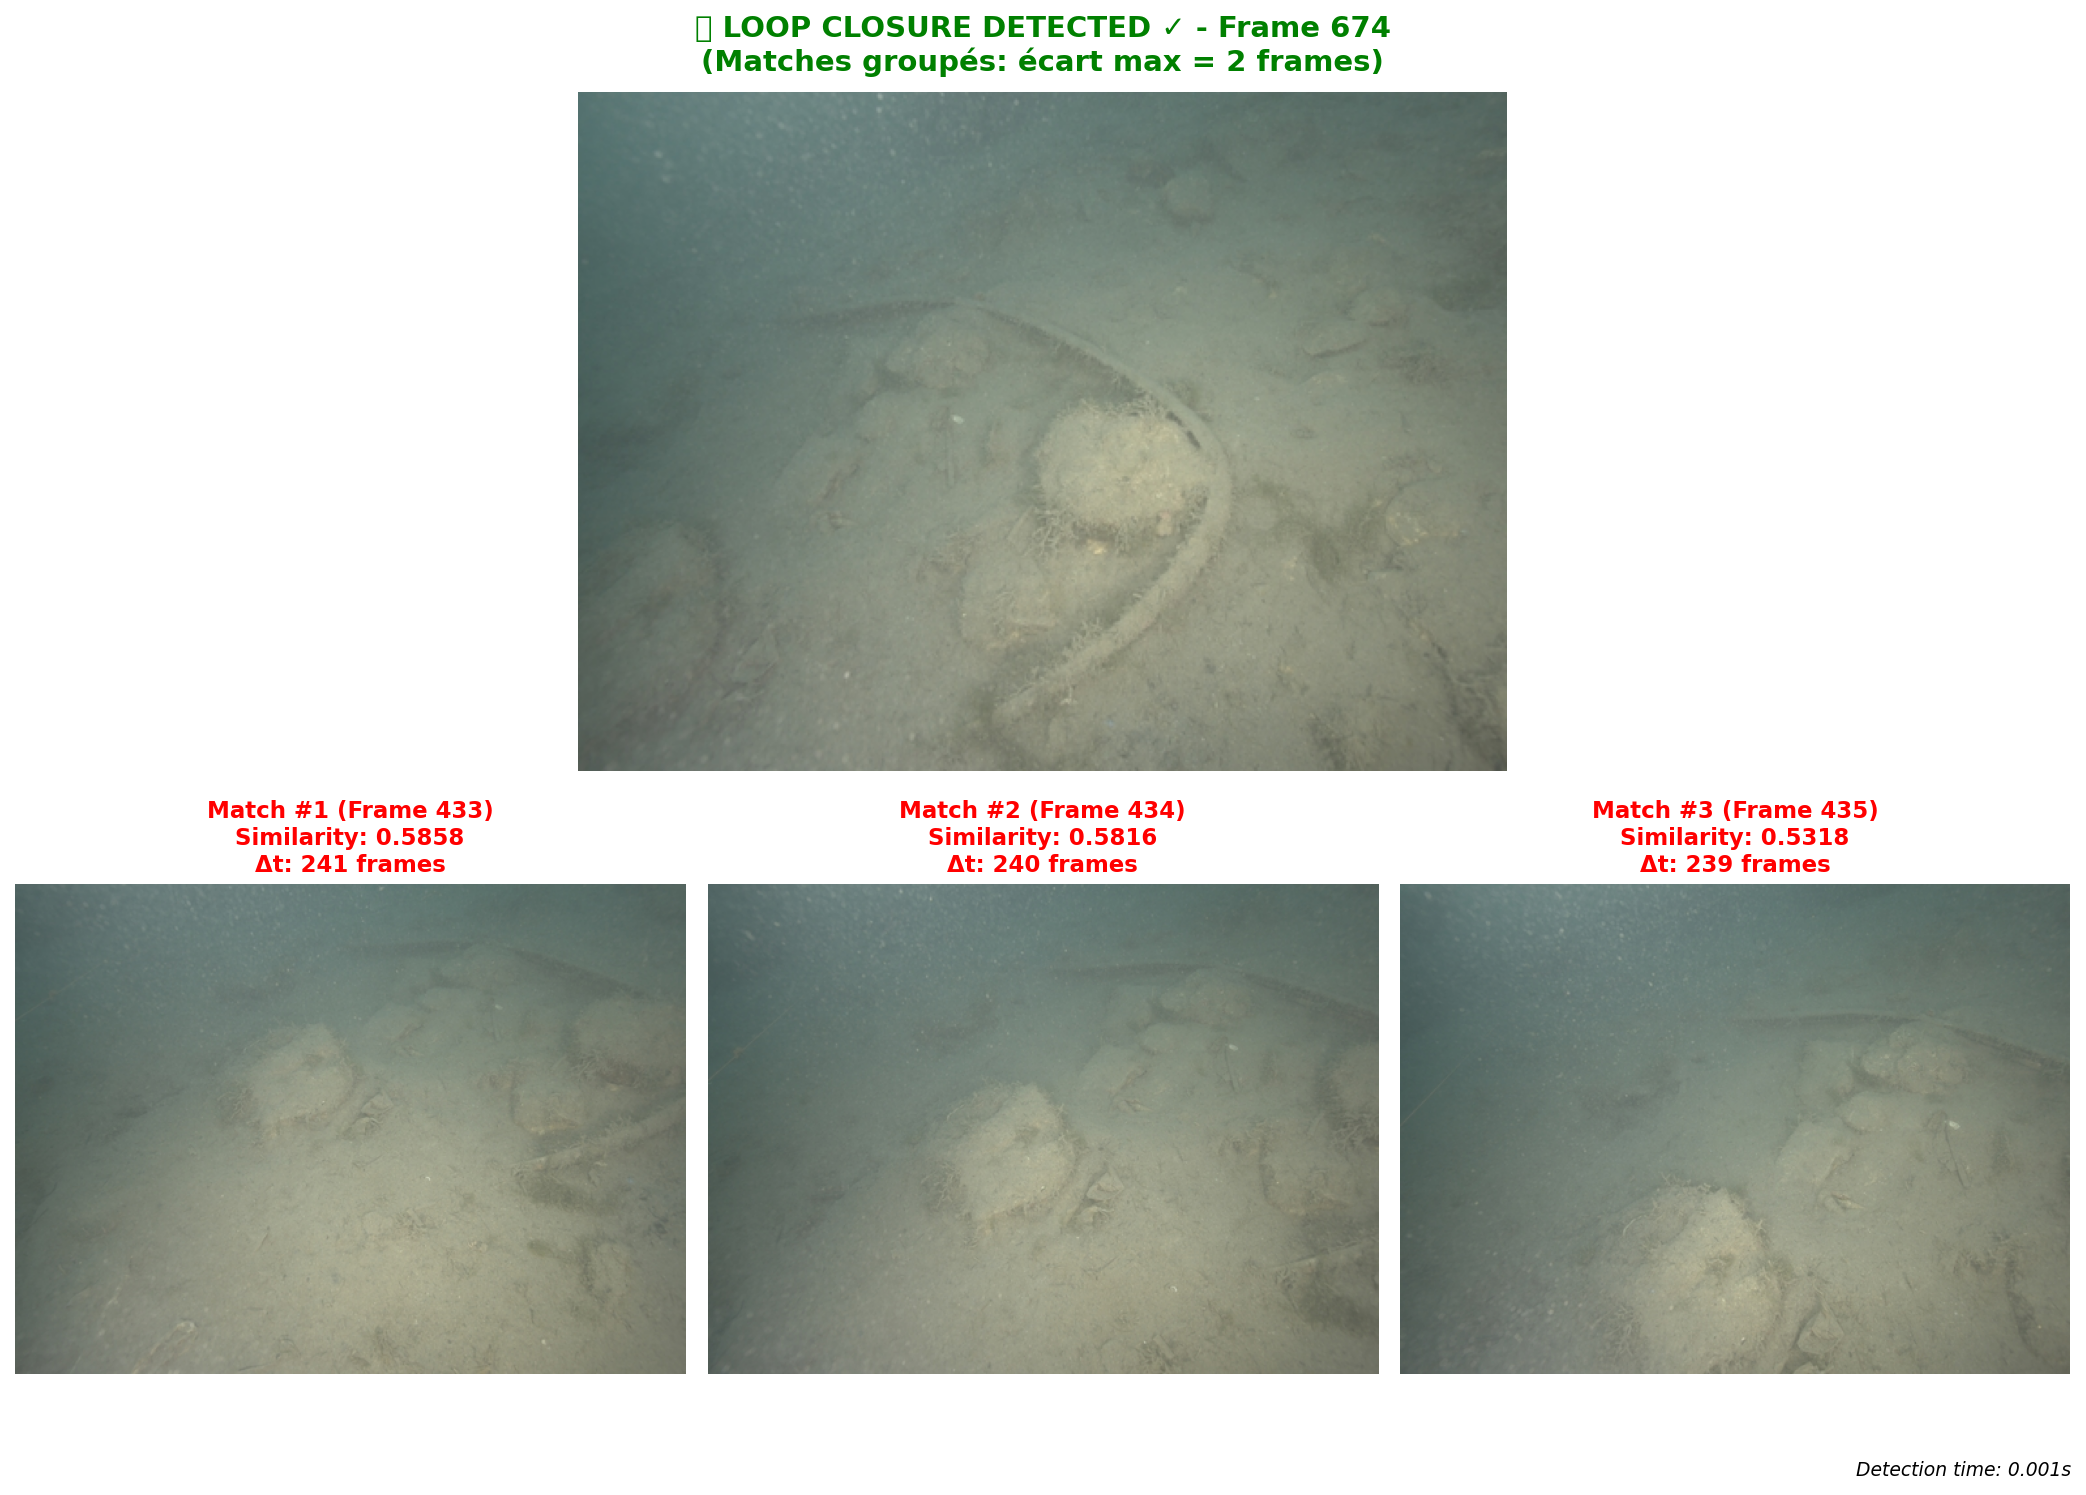 ▯ LOOP CLOSURE DETECTED ✓ - Frame 674
(Matches groupés: écart max = 2 frames)
Match #1 (Frame 433)
Similarity: 0.5858
Δt: 241 frames
Match #2 (Frame 434)
Similarity: 0.5816
Δt: 240 frames
Match #3 (Frame 435)
Similarity: 0.5318
Δt: 239 frames
Detection time: 0.001s